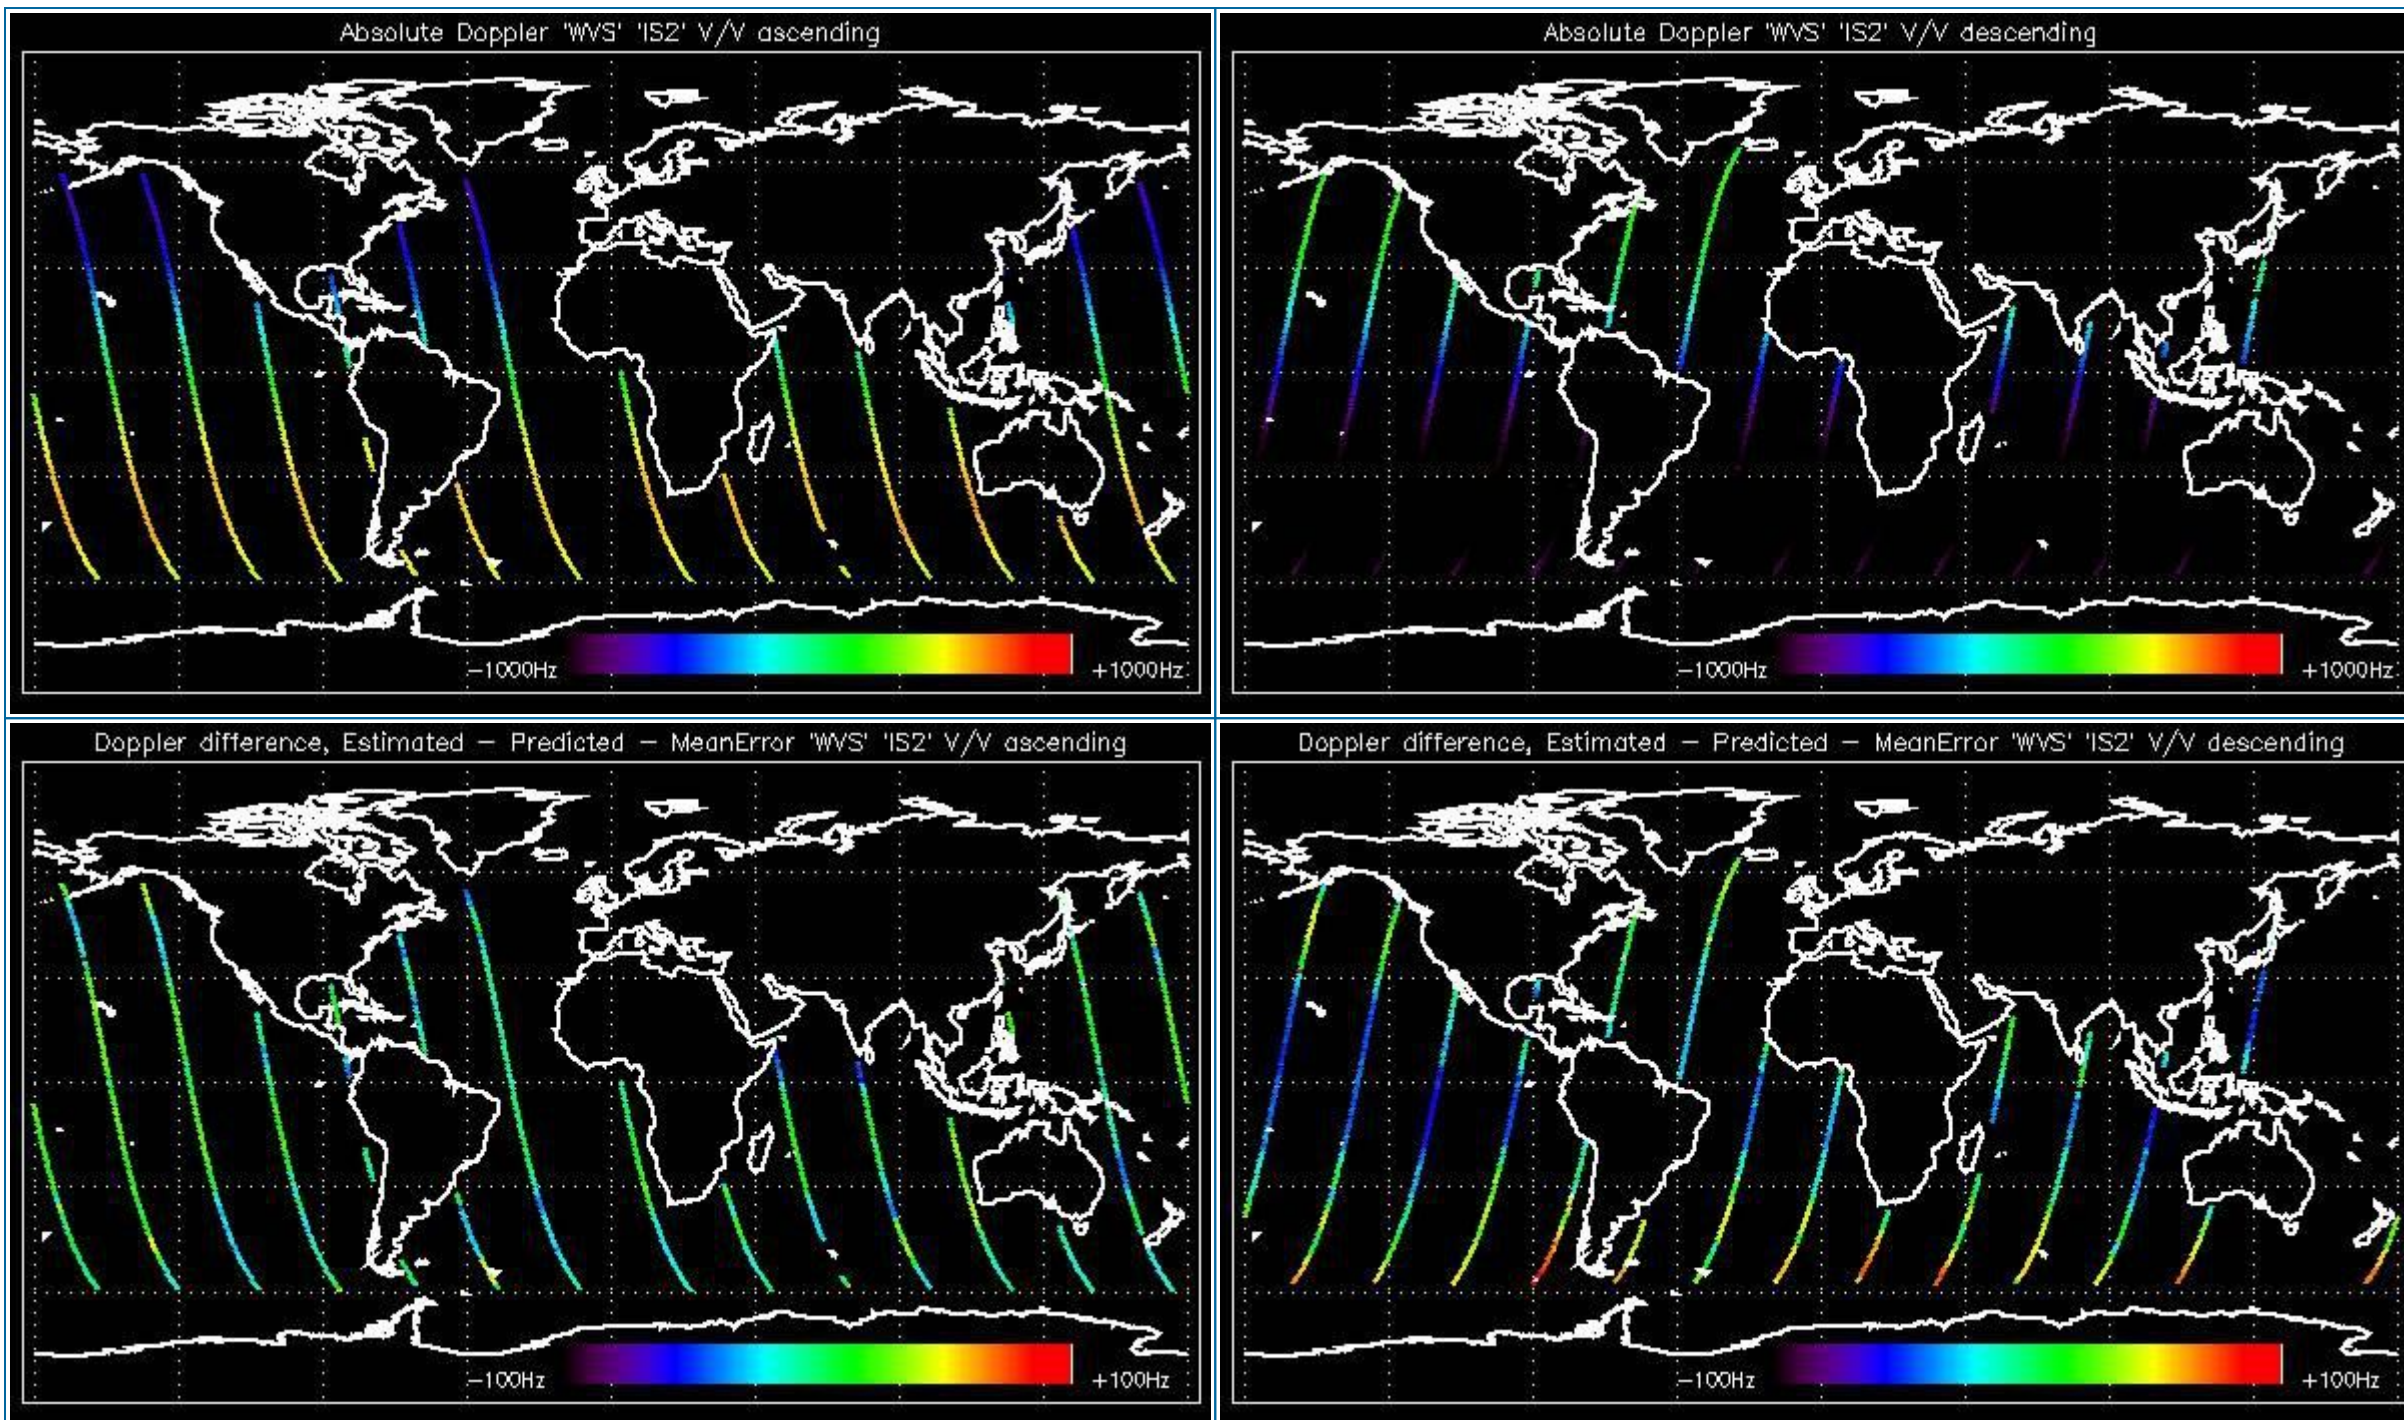 Absolute Doppler 'WVS' 'IS2' V/V ascending
-1000Hz
+1000Hz
Absolute Doppler 'WVS' 'IS2' V/V descending
-1000Hz
+1000Hz
Doppler difference, Estimated - Predicted - MeanError 'WVS' 'IS2' V/V ascending
-100Hz
+100Hz
Doppler difference, Estimated - Predicted - MeanError 'WVS' 'IS2' V/V descending
-100Hz
+100Hz